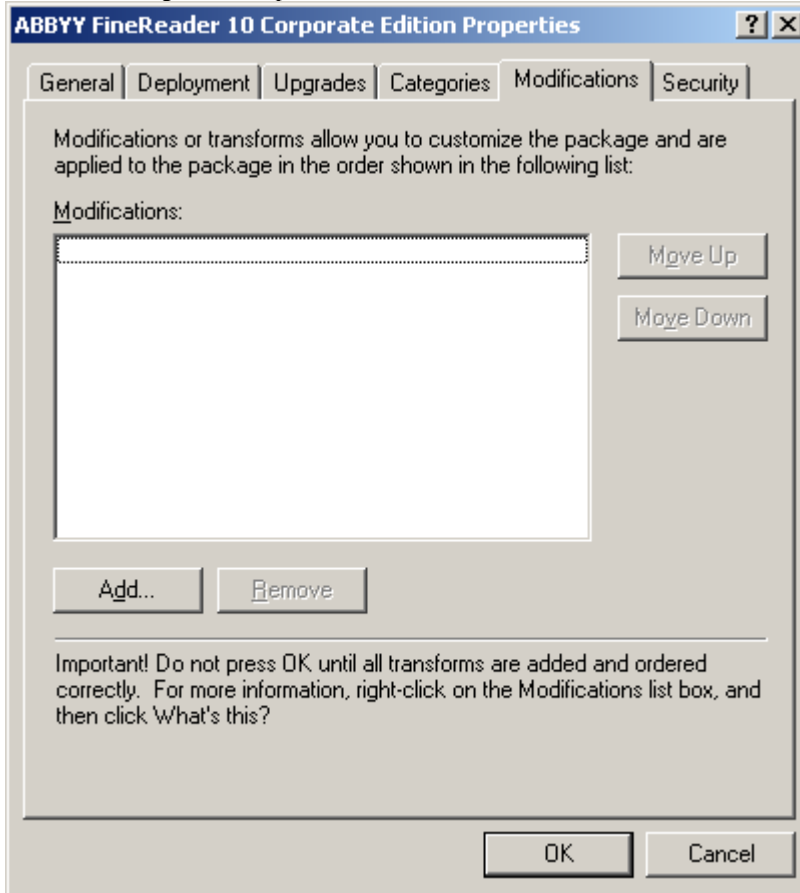 ABBYY FineReader 10 Corporate Edition Properties
General Deployment Upgrades Categories Modifications Security
Modifications or transforms allow you to customize the package and are
applied to the package in the order shown in the following list:
Modifications:
Move Up
Move Down
Add... Remove
Important! Do not press OK until all transforms are added and ordered
correctly. For more information, right-click on the Modifications list box, and
then click What's this?
OK Cancel